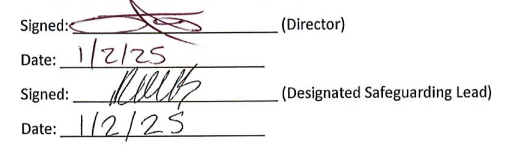 Signed: (Director)
Date: 1/2/25
Signed: (Designated Safeguarding Lead)
Date: 1/2/25